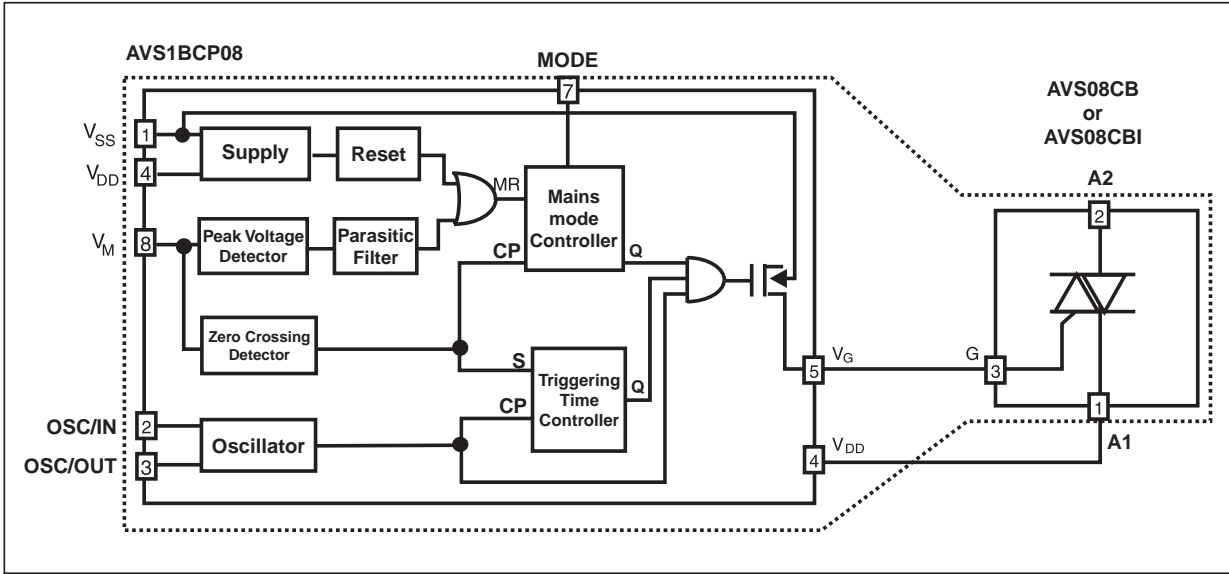 AVS1BCP08
MODE
7
AVS08CB
or
AVS08CBI
VSS
1
Supply
Reset
VDD
4
MR
Mains
mode
Controller
A2
2
VM
8
Peak Voltage
Detector
Parasitic
Filter
CP
Q
Zero Crossing
Detector
S
Triggering
Time
Controller
Q
CP
VG
5
G
3
1
A1
OSC/IN
2
Oscillator
OSC/OUT
3
VDD
4